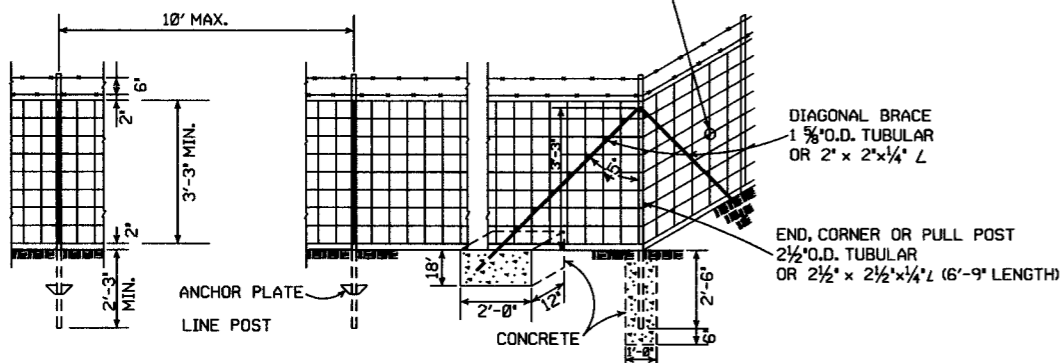 10' MAX.
6"
2"
3'-3" MIN.
2"
2'-3"
MIN.
ANCHOR PLATE
LINE POST
18'
2'-0"
12"
CONCRETE
3'-3"
45°
DIAGONAL BRACE
1 ⅝"O.D. TUBULAR
OR 2" x 2"x¼" L
END, CORNER OR PULL POST
2½"O.D. TUBULAR
OR 2½" x 2½"x¼"L (6'-9" LENGTH)
2'-6"
6"
1'-0"